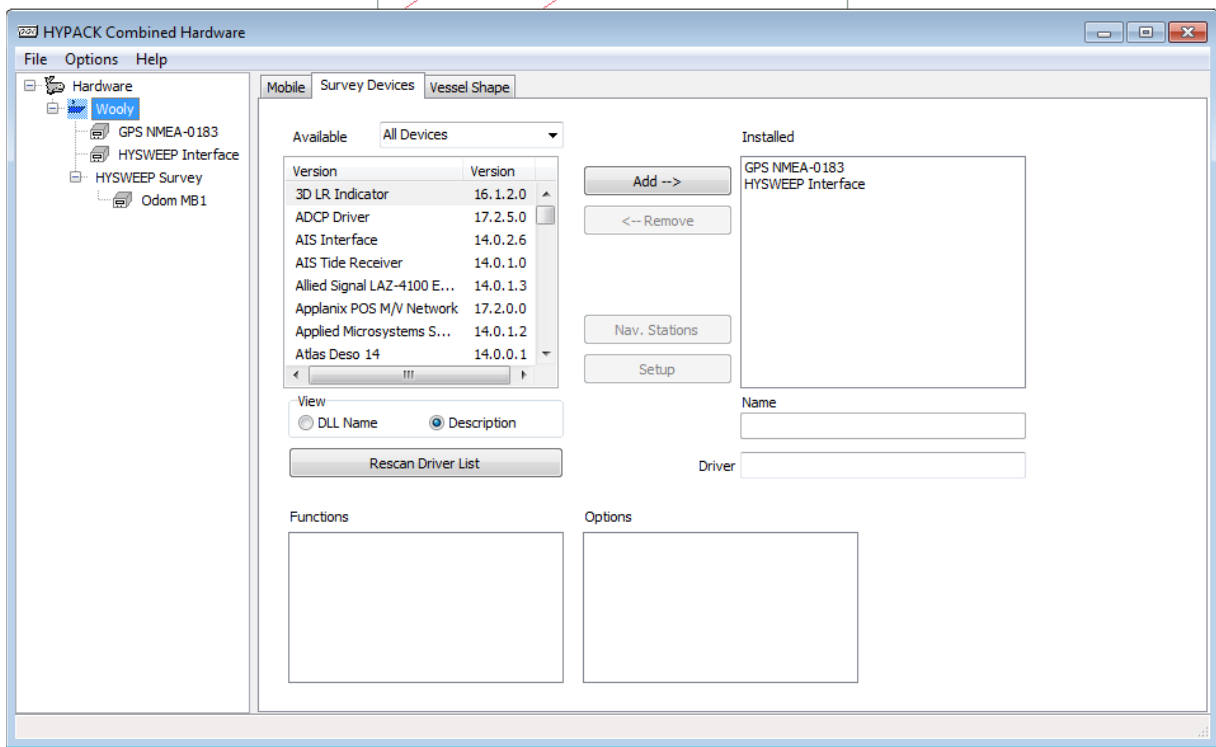 HYPACK Combined Hardware
File Options Help
Hardware
Wooly
GPS NMEA-0183
HYSWEEP Interface
HYSWEEP Survey
Odom MB1
Mobile Survey Devices Vessel Shape
Available All Devices
Version Version
3D LR Indicator 16.1.2.0
ADCP Driver 17.2.5.0
AIS Interface 14.0.2.6
AIS Tide Receiver 14.0.1.0
Allied Signal LAZ-4100 E... 14.0.1.3
Applanix POS M/V Network 17.2.0.0
Applied Microsystems S... 14.0.1.2
Atlas Deso 14 14.0.0.1
View
DLL Name Description
Rescan Driver List
Add -->
<-- Remove
Nav. Stations
Setup
Installed
GPS NMEA-0183
HYSWEEP Interface
Name
Driver
Functions
Options